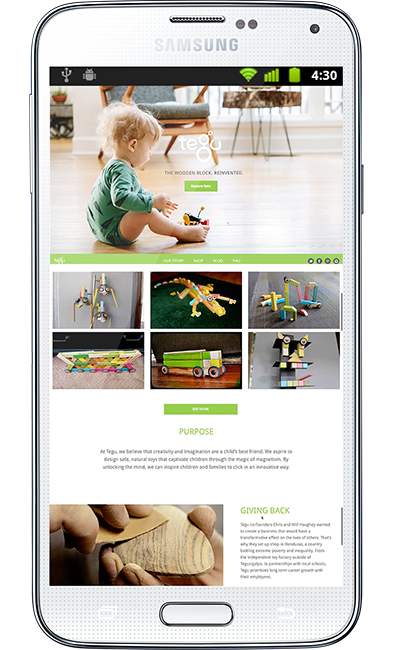 SAMSUNG
4:30
tegu
THE WOODEN BLOCK, REINVENTED.
Explore Sets
tegu
OUR STORY SHOP BLOG FAQ
SEE MORE
PURPOSE
At Tegu, we believe that creativity and imagination are a child's best friend. We aspire to
design safe, natural toys that captivate children through the magic of magnetism. By
unlocking the mind, we can inspire children and families to click in an innovative way.
GIVING BACK
Tegu cofounders Chris and Will Haughey wanted
to create a business that would have a
transformative effect on the lives of others. That's
why they set up shop in Honduras, a country
battling extreme poverty and inequality. From
the independent toy factory outside of
Tegucigalpa, to partnerships with local schools,
Tegu prioritizes long term career growth with
their employees.